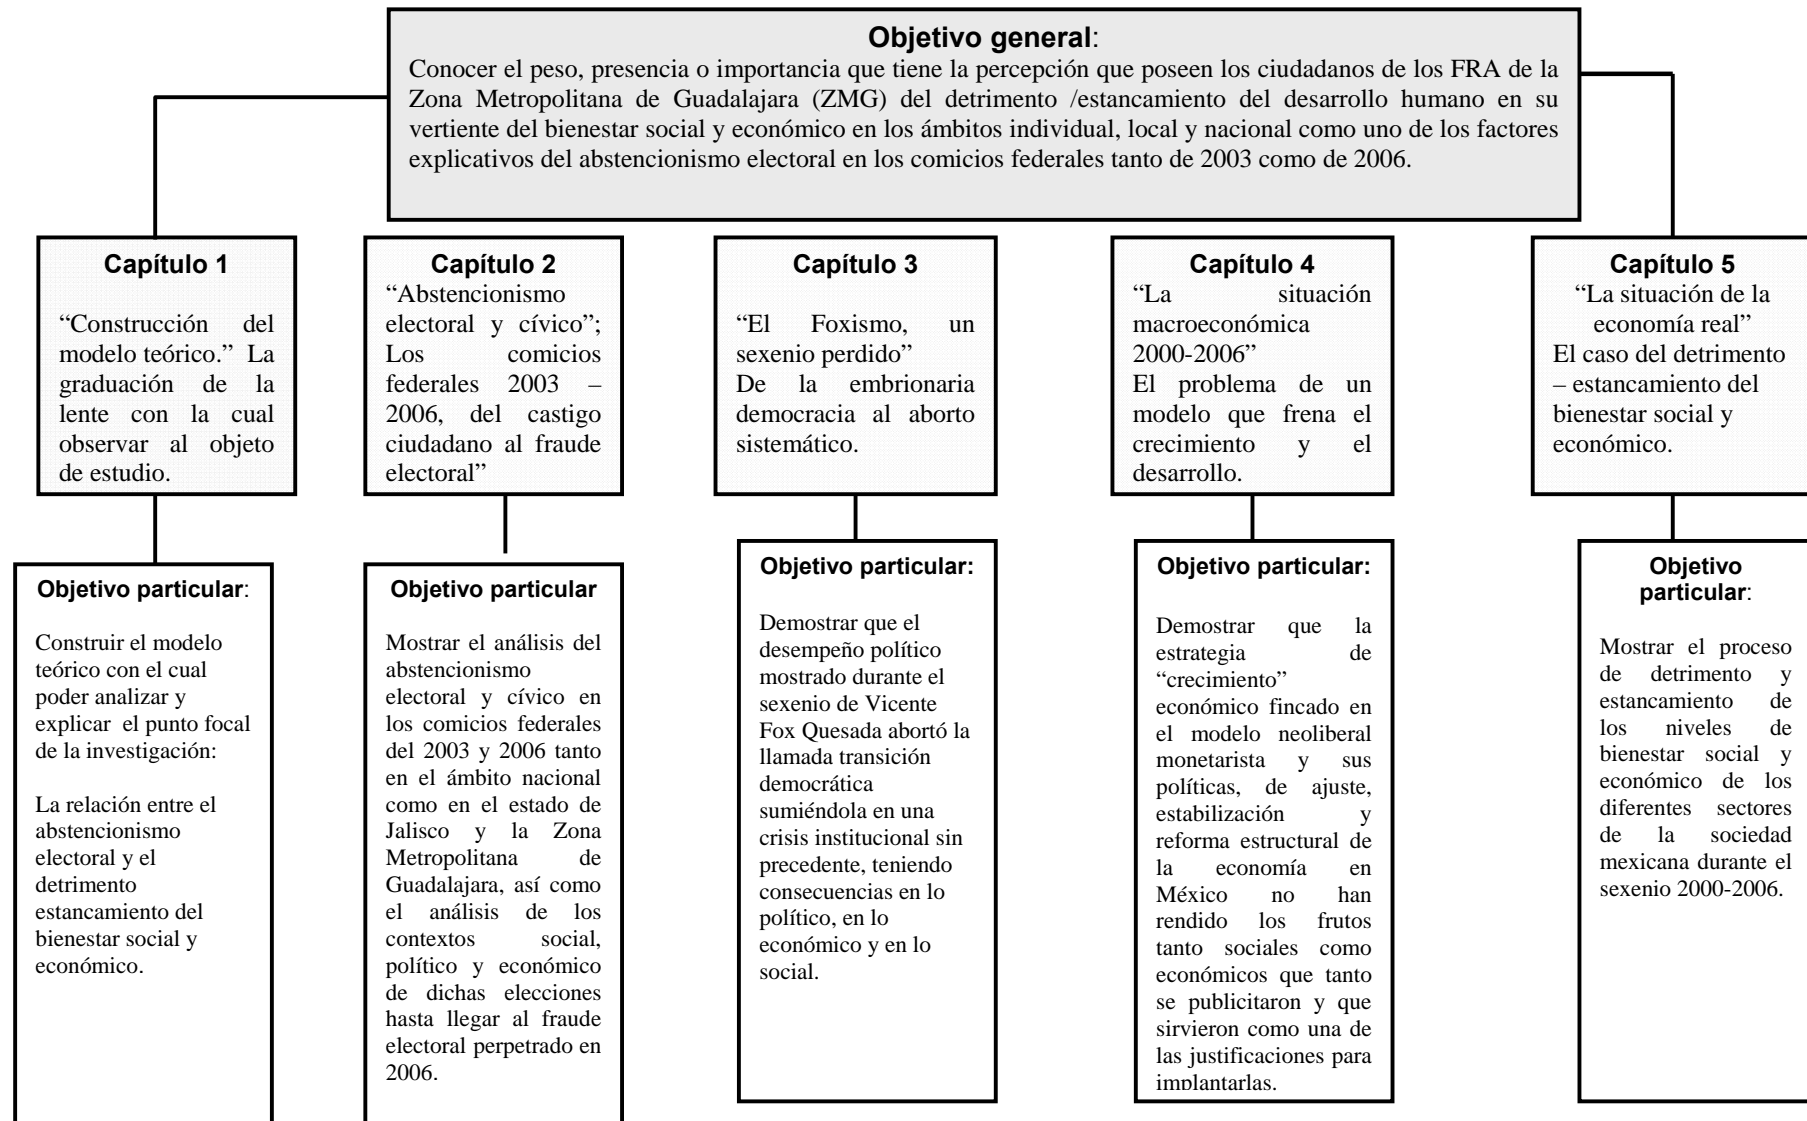 Objetivo general:
Conocer el peso, presencia o importancia que tiene la percepción que poseen los ciudadanos de los FRA de la
Zona Metropolitana de Guadalajara (ZMG) del detrimento /estancamiento del desarrollo humano en su
vertiente del bienestar social y económico en los ámbitos individual, local y nacional como uno de los factores
explicativos del abstencionismo electoral en los comicios federales tanto de 2003 como de 2006.
Capítulo 1
“Construcción del
modelo teórico.” La
graduación de la
lente con la cual
observar al objeto
de estudio.
Capítulo 2
“Abstencionismo
electoral y cívico”;
Los comicios
federales 2003 –
2006, del castigo
ciudadano al fraude
electoral”
Capítulo 3
“El Foxismo, un
sexenio perdido”
De la embrionaria
democracia al aborto
sistemático.
Capítulo 4
“La situación
macroeconómica
2000-2006”
El problema de un
modelo que frena el
crecimiento y el
desarrollo.
Capítulo 5
“La situación de la
economía real”
El caso del detrimento
– estancamiento del
bienestar social y
económico.
Objetivo particular:
Construir el modelo
teórico con el cual
poder analizar y
explicar el punto focal
de la investigación:
La relación entre el
abstencionismo
electoral y el
detrimento
estancamiento del
bienestar social y
económico.
Objetivo particular
Mostrar el análisis del
abstencionismo
electoral y cívico en
los comicios federales
del 2003 y 2006 tanto
en el ámbito nacional
como en el estado de
Jalisco y la Zona
Metropolitana de
Guadalajara, así como
el análisis de los
contextos social,
político y económico
de dichas elecciones
hasta llegar al fraude
electoral perpetrado en
2006.
Objetivo particular:
Demostrar que el
desempeño político
mostrado durante el
sexenio de Vicente
Fox Quesada abortó la
llamada transición
democrática
sumiéndola en una
crisis institucional sin
precedente, teniendo
consecuencias en lo
político, en lo
económico y en lo
social.
Objetivo particular:
Demostrar que la
estrategia de
“crecimiento”
económico fincado en
el modelo neoliberal
monetarista y sus
políticas, de ajuste,
estabilización y
reforma estructural de
la economía en
México no han
rendido los frutos
tanto sociales como
económicos que tanto
se publicitaron y que
sirvieron como una de
las justificaciones para
implantarlas.
Objetivo
particular:
Mostrar el proceso
de detrimento y
estancamiento de
los niveles de
bienestar social y
económico de los
diferentes sectores
de la sociedad
mexicana durante el
sexenio 2000-2006.